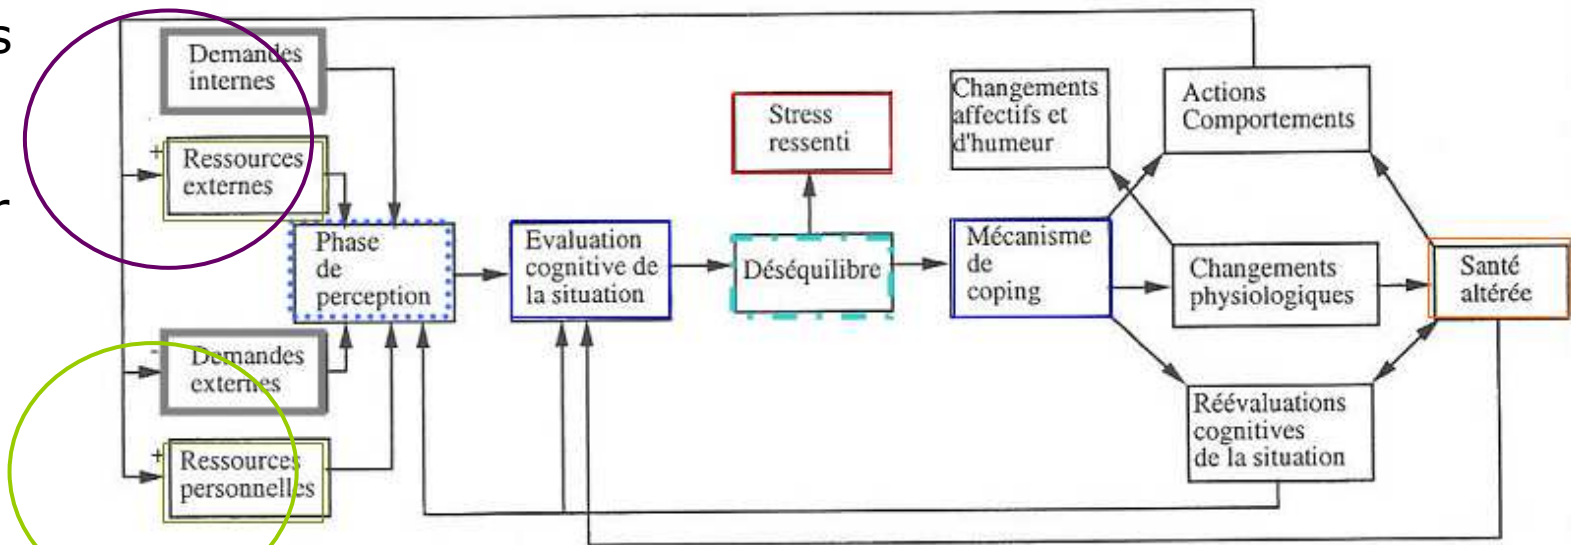 s
r
Demandes
internes
+
Ressources
externes
Phase
de
perception
-
Demandes
externes
+
Ressources
personnelles
Evaluation
cognitive de
la situation
Stress
ressenti
Déséquilibre
Changements
affectifs et
d'humeur
Mécanisme
de
coping
Actions
Comportements
Changements
physiologiques
Réévaluations
cognitives
de la situation
Santé
altérée